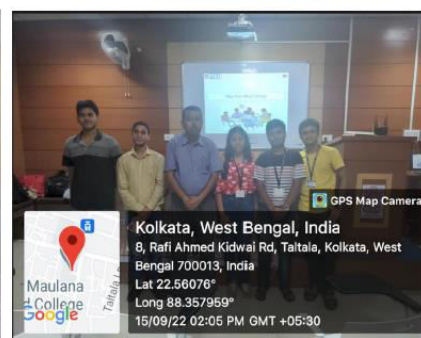 GPS Map Camera
Kolkata, West Bengal, India
8, Rafi Ahmed Kidwai Rd, Taltala, Kolkata, West
Bengal 700013, India
Lat 22.56076°
Long 88.357959°
15/09/22 02:05 PM GMT +05:30
Maulana
d College
Taltala L
Google